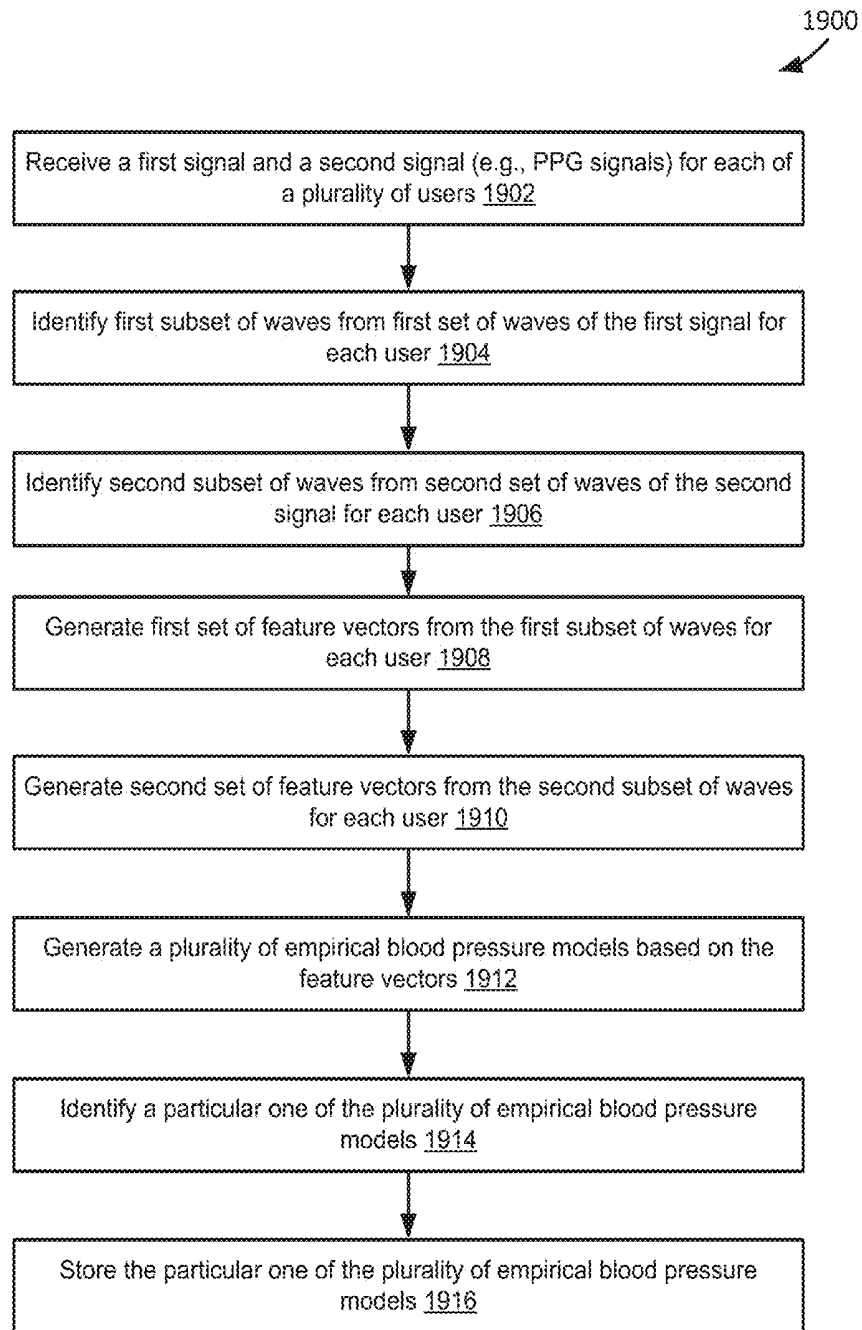 1900
Receive a first signal and a second signal (e.g., PPG signals) for each of
a plurality of users 1902
Identify first subset of waves from first set of waves of the first signal for
each user 1904
Identify second subset of waves from second set of waves of the second
signal for each user 1906
Generate first set of feature vectors from the first subset of waves for
each user 1908
Generate second set of feature vectors from the second subset of waves
for each user 1910
Generate a plurality of empirical blood pressure models based on the
feature vectors 1912
Identify a particular one of the plurality of empirical blood pressure
models 1914
Store the particular one of the plurality of empirical blood pressure
models 1916